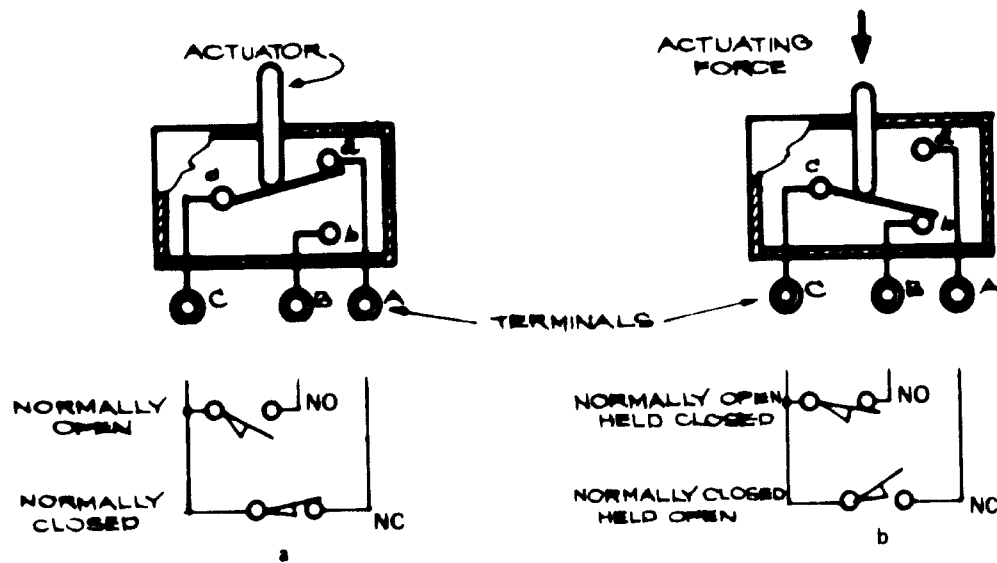 ACTUATOR
ACTUATING
FORCE
d
d
c
b
b
C
B
A
C
B
A
TERMINALS
NORMALLY
OPEN
NO
NORMALLY OPEN
HELD CLOSED
NO
NORMALLY
CLOSED
NC
NORMALLY CLOSED
HELD OPEN
NC
a
b